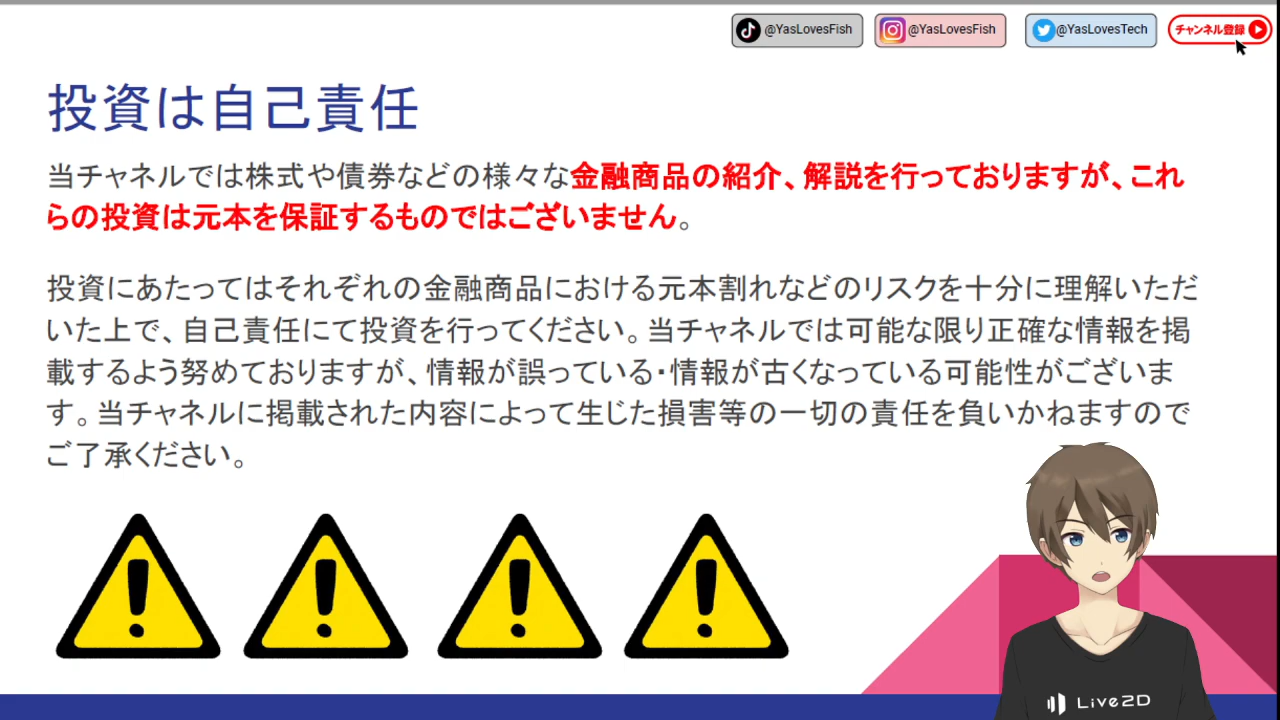 @YasLovesFish
@YasLovesFish
@YasLovesTech
チャンネル登録
投資は自己責任
当チャネルでは株式や債券などの様々な金融商品の紹介、解説を行っておりますが、これ
らの投資は元本を保証するものではございません。
投資にあたってはそれぞれの金融商品における元本割れなどのリスクを十分に理解いただ
いた上で、自己責任にて投資を行ってください。当チャネルでは可能な限り正確な情報を掲
載するよう努めておりますが、情報が誤っている・情報が古くなっている可能性がございま
す。当チャネルに掲載された内容によって生じた損害等の一切の責任を負いかねますので
ご了承ください。
Live2D